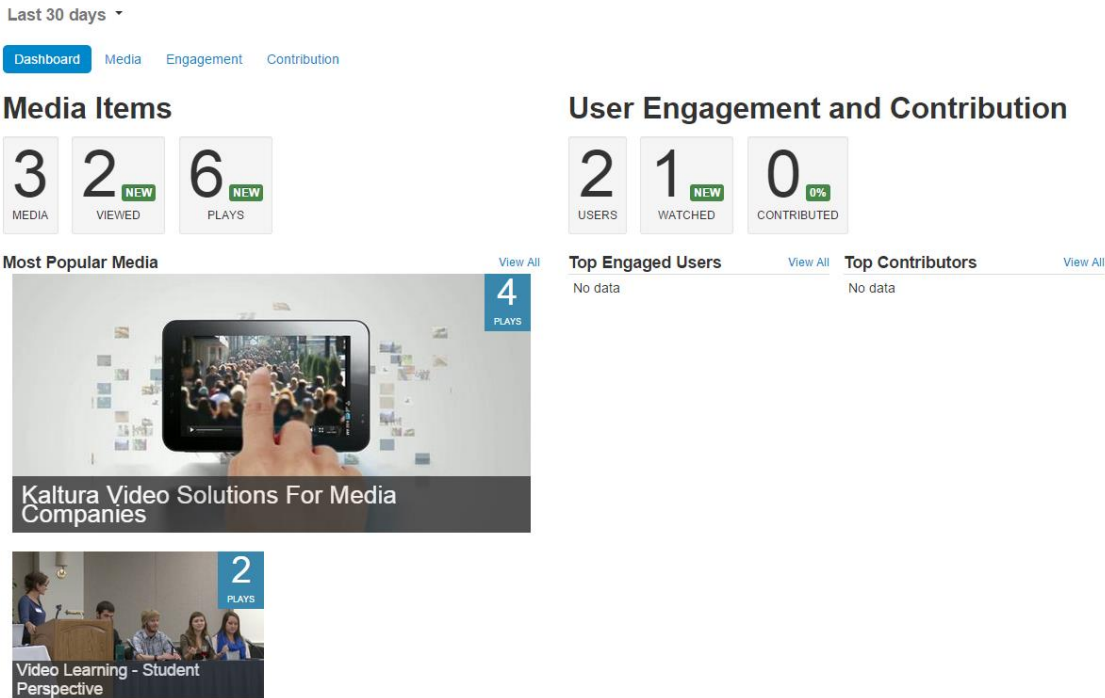 Last 30 days
Dashboard Media Engagement Contribution
Media Items
3
MEDIA
2 NEW
VIEWED
6 NEW
PLAYS
Most Popular Media View All
4
PLAYS
Kaltura Video Solutions For Media
Companies
2
PLAYS
Video Learning - Student
Perspective
User Engagement and Contribution
2
USERS
1 NEW
WATCHED
0 0%
CONTRIBUTED
Top Engaged Users View All
No data
Top Contributors View All
No data